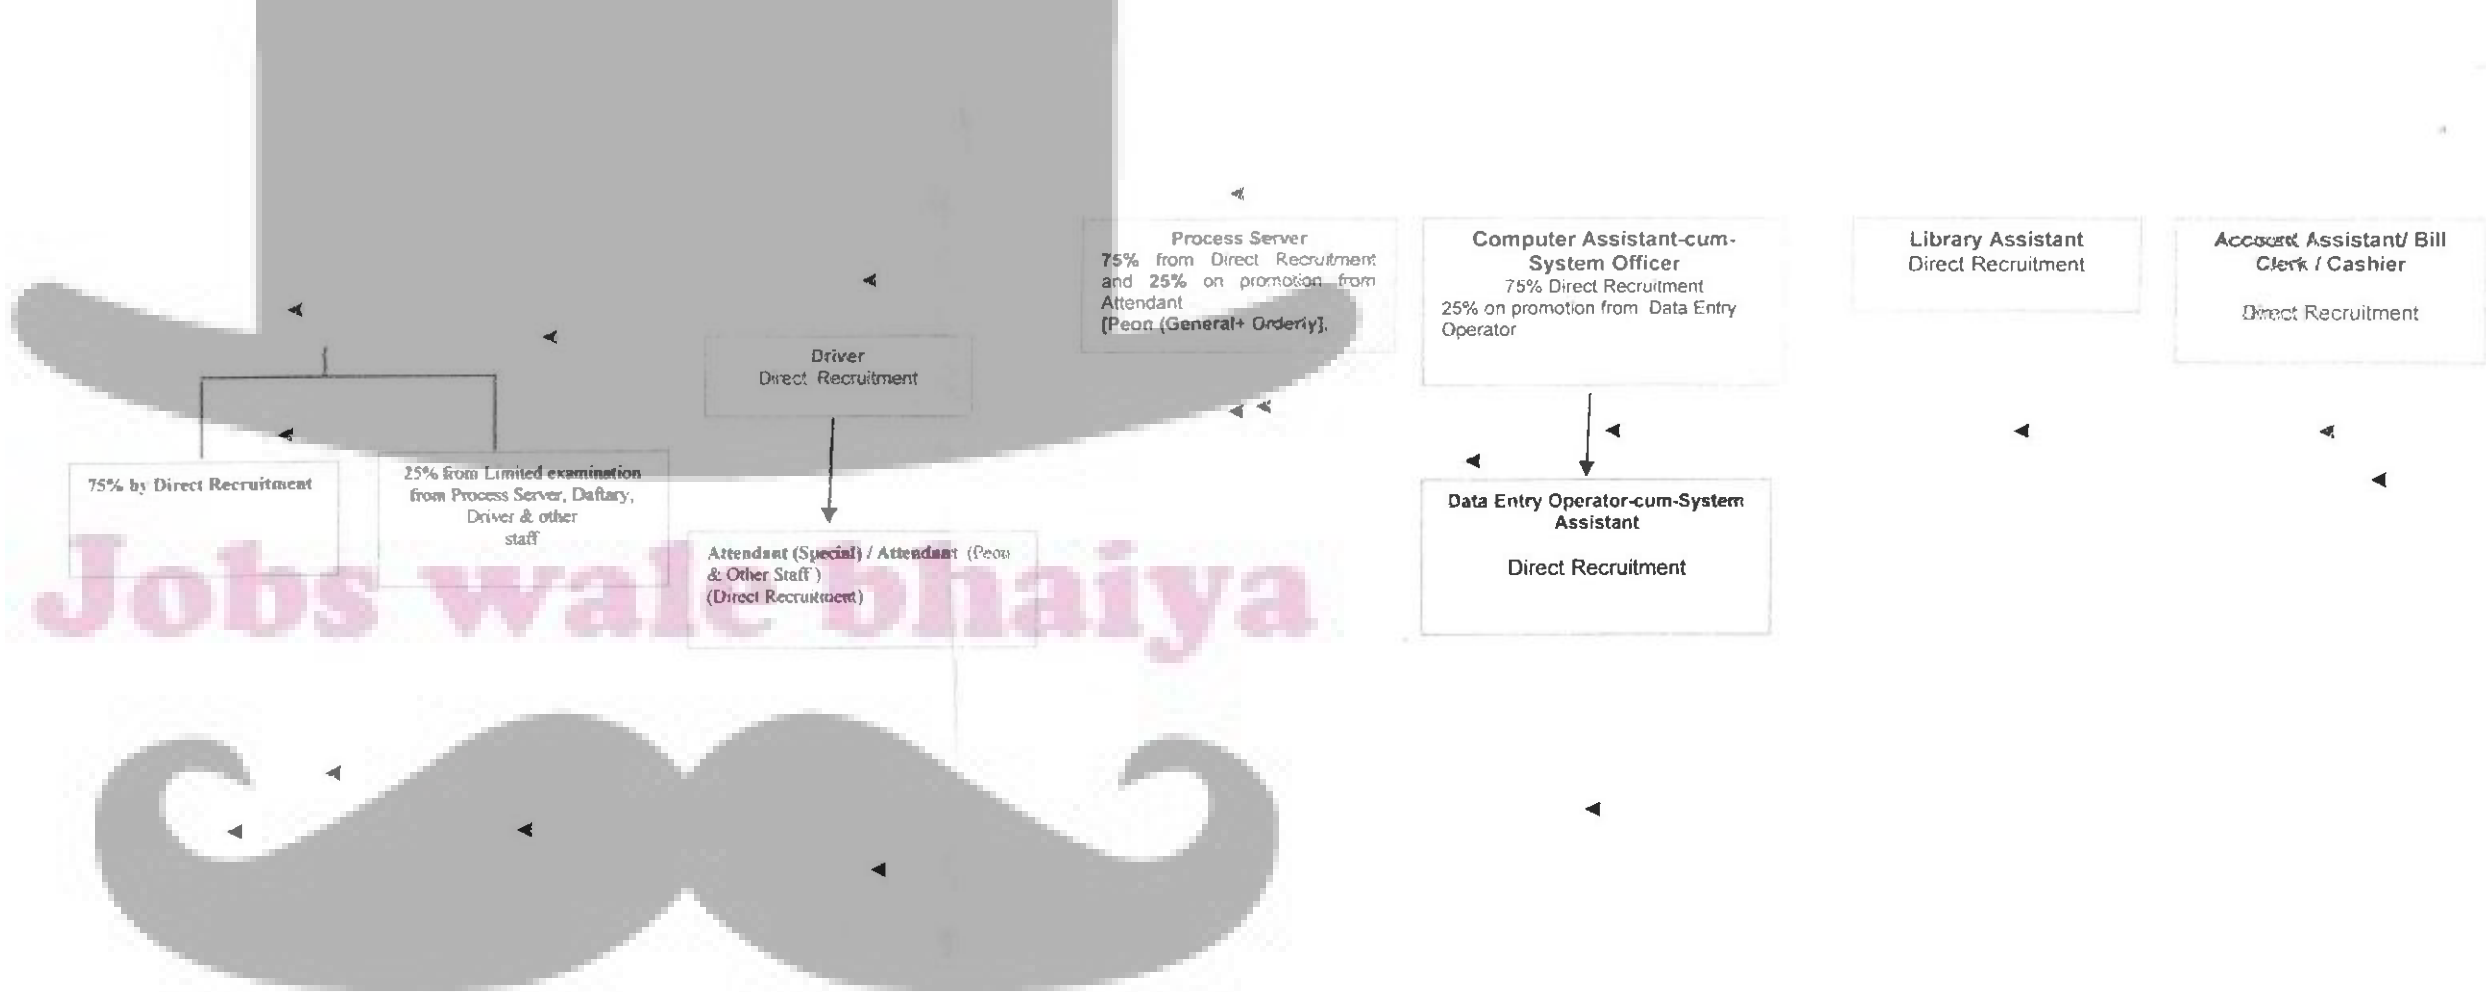 Process Server
75% from Direct Recruitment
and 25% on promotion from
Attendant
[Peon (General+ Orderly].
Computer Assistant-cum-
System Officer
75% Direct Recruitment
25% on promotion from Data Entry
Operator
Library Assistant
Direct Recruitment
Account Assistant/ Bill
Clerk / Cashier
Direct Recruitment
Driver
Direct Recruitment
75% by Direct Recruitment
25% from Limited examination
from Process Server, Daftary,
Driver & other
staff
Attendant (Special) / Attendant (Peon
& Other Staff )
(Direct Recruitment)
Data Entry Operator-cum-System
Assistant
Direct Recruitment
Jobs wale bhaiya